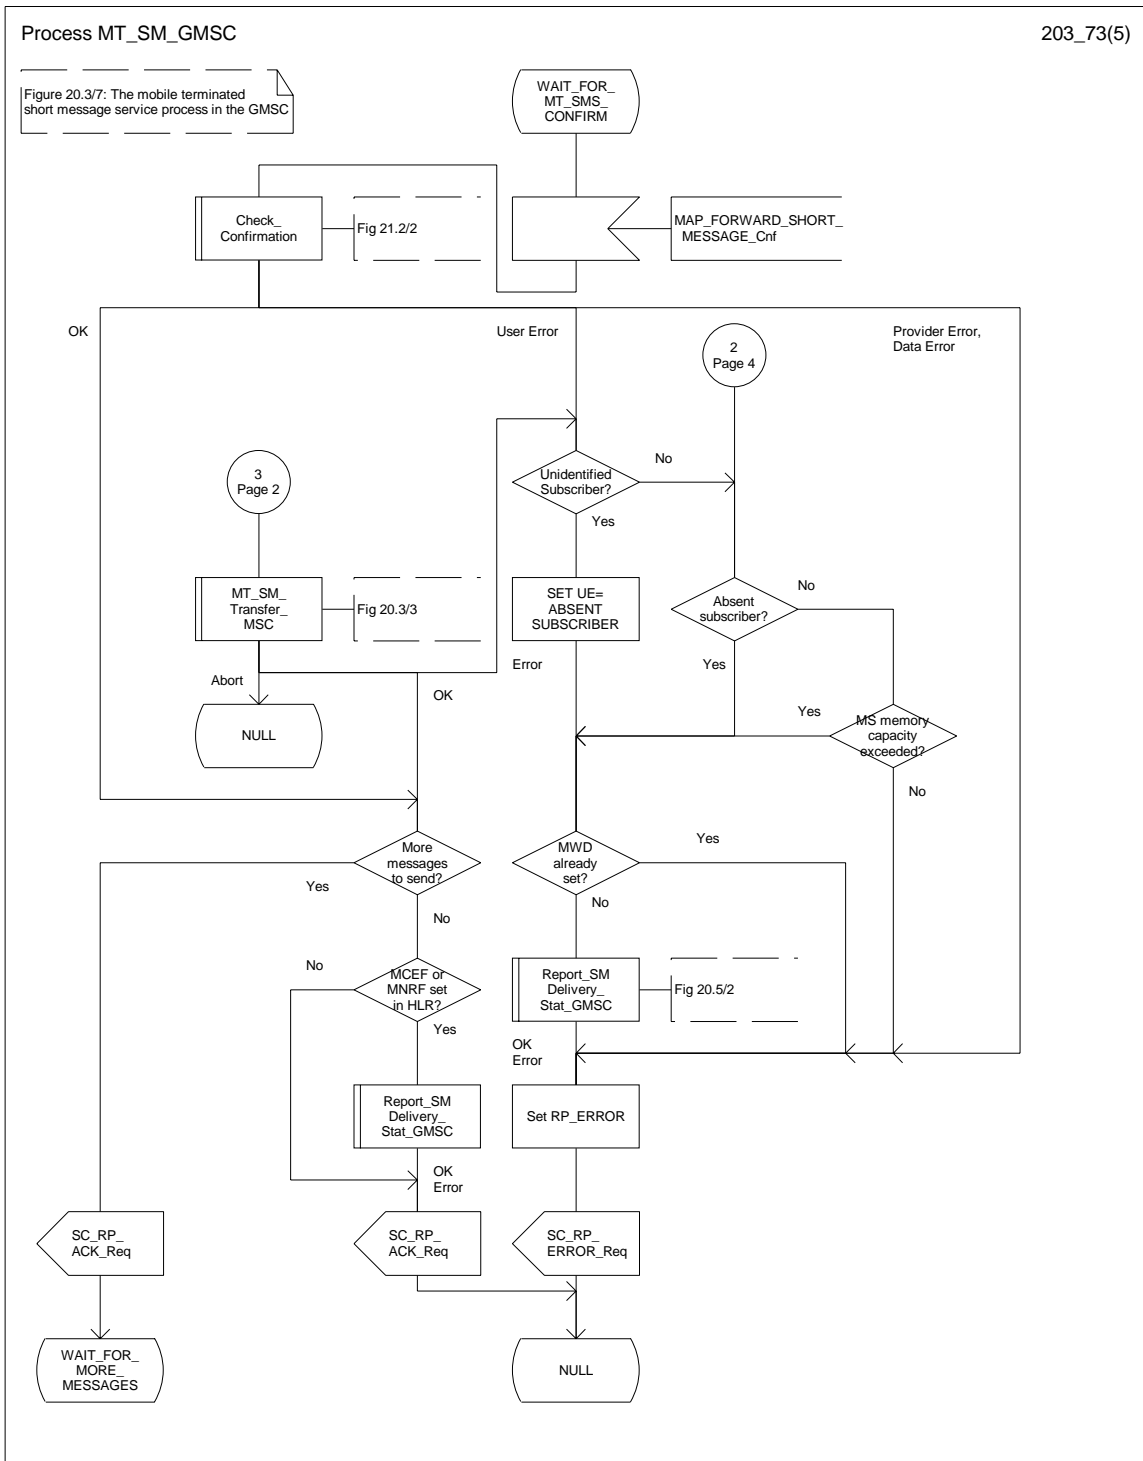 Process MT_SM_GMSC
203_73(5)
Figure 20.3/7: The mobile terminated
short message service process in the GMSC
WAIT_FOR_
MT_SMS_
CONFIRM
Check_
Confirmation
Fig 21.2/2
MAP_FORWARD_SHORT_
MESSAGE_Cnf
OK
User Error
Provider Error,
Data Error
2
Page 4
3
Page 2
Unidentified
Subscriber?
No
Yes
MT_SM_
Transfer_
MSC
Fig 20.3/3
SET UE=
ABSENT
SUBSCRIBER
Absent
subscriber?
No
Error
Yes
Abort
OK
NULL
Yes
MS memory
capacity
exceeded?
No
More
messages
to send?
Yes
No
MWD
already
set?
Yes
No
No
MCEF or
MNRF set
in HLR?
Yes
Report_SM
Delivery_
Stat_GMSC
Fig 20.5/2
OK
Error
Report_SM
Delivery_
Stat_GMSC
Set RP_ERROR
OK
Error
SC_RP_
ACK_Req
SC_RP_
ACK_Req
SC_RP_
ERROR_Req
WAIT_FOR_
MORE_
MESSAGES
NULL